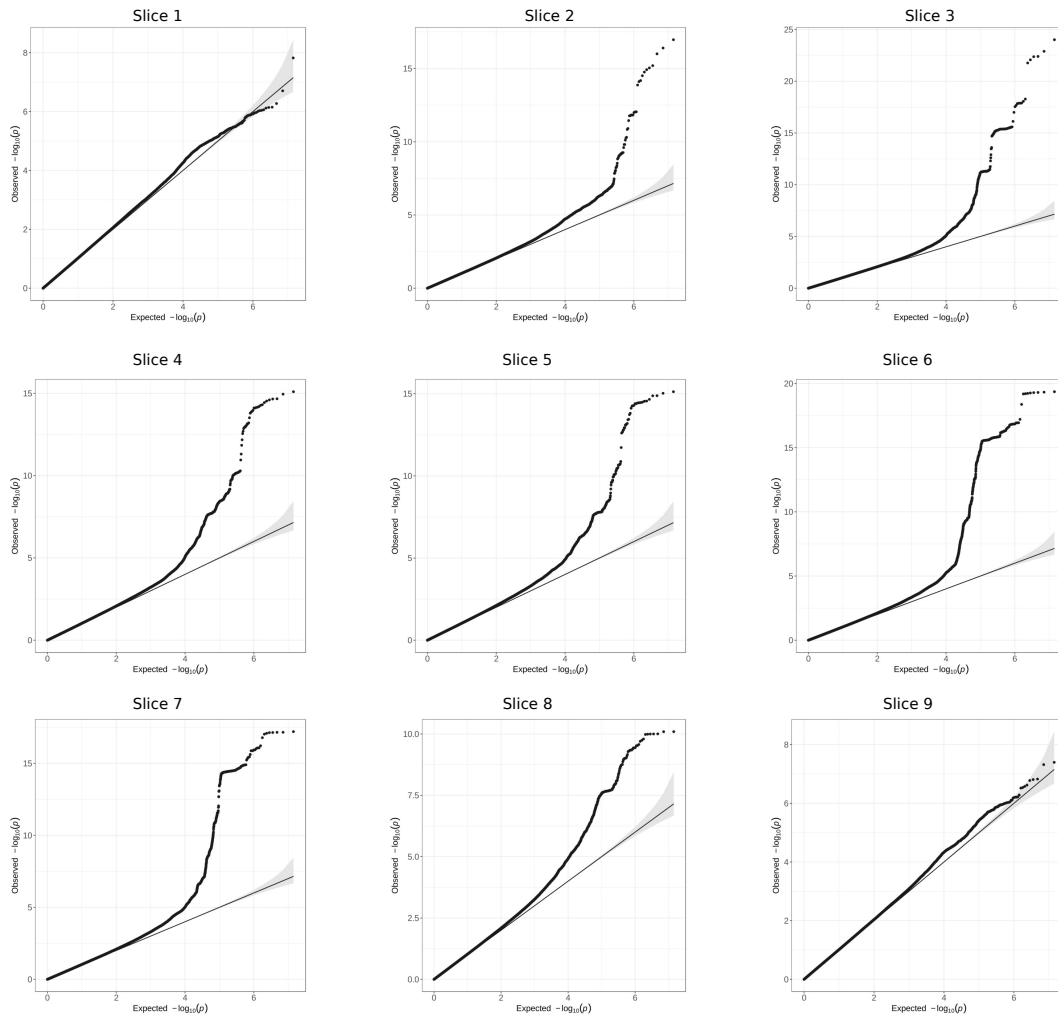 Slice 1
8
6
4
2
0
0 2 4 6
Observed −log10(p)
Expected −log10(p)
Slice 2
15
10
5
0
0 2 4 6
Observed −log10(p)
Expected −log10(p)
Slice 3
25
20
15
10
5
0
0 2 4 6
Observed −log10(p)
Expected −log10(p)
Slice 4
15
10
5
0
0 2 4 6
Observed −log10(p)
Expected −log10(p)
Slice 5
15
10
5
0
0 2 4 6
Observed −log10(p)
Expected −log10(p)
Slice 6
20
15
10
5
0
0 2 4 6
Observed −log10(p)
Expected −log10(p)
Slice 7
15
10
5
0
0 2 4 6
Observed −log10(p)
Expected −log10(p)
Slice 8
10.0
7.5
5.0
2.5
0.0
0 2 4 6
Observed −log10(p)
Expected −log10(p)
Slice 9
8
6
4
2
0
0 2 4 6
Observed −log10(p)
Expected −log10(p)